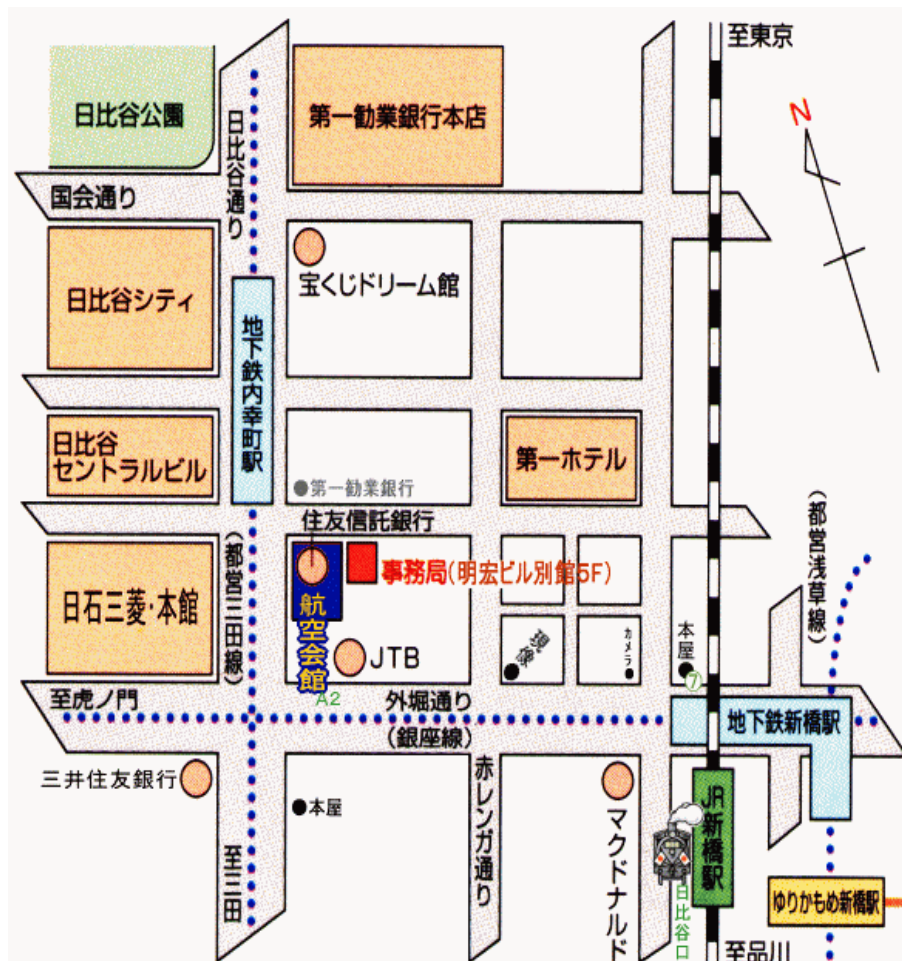 至東京
日比谷公園
日比谷通り
第一勧業銀行本店
N
国会通り
宝くじドリーム館
日比谷シティ
地下鉄内幸町駅
日比谷
セントラルビル
第一ホテル
第一勧業銀行
住友信託銀行
(都営浅草線)
事務局(明宏ビル別館5F)
航空会館
(都営三田線)
日石三菱・本館
JTB
現像
カメラ
本屋
⑦
A2
至虎ノ門
外堀通り
(銀座線)
地下鉄新橋駅
三井住友銀行
本屋
赤レンガ通り
マクドナルド
JR新橋駅
至三田
日比谷口
ゆりかもめ新橋駅
至品川